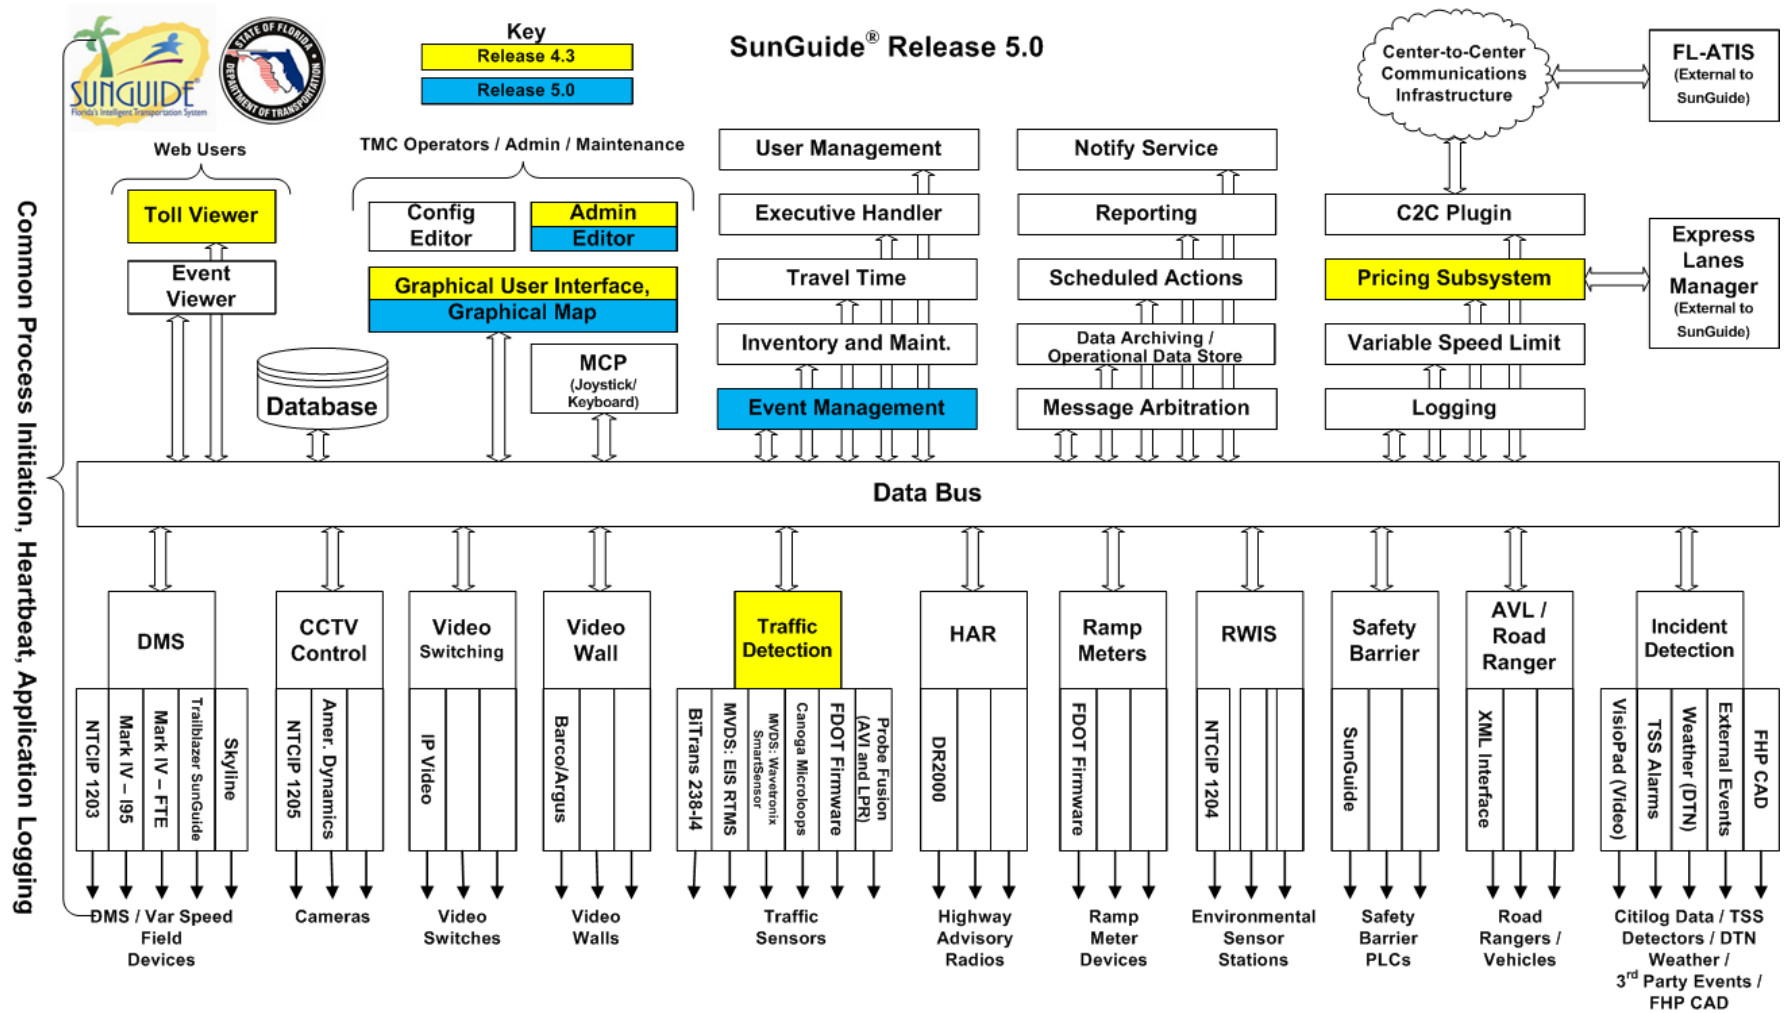 SUNGUIDE®
Florida's Intelligent Transportation System
STATE OF FLORIDA
DEPARTMENT OF TRANSPORTATION
Key
Release 4.3
Release 5.0
SunGuide® Release 5.0
Center-to-Center
Communications
Infrastructure
FL-ATIS
(External to
SunGuide)
Web Users
TMC Operators / Admin / Maintenance
Toll Viewer
Event
Viewer
Config
Editor
Admin
Editor
Graphical User Interface,
Graphical Map
Database
MCP
(Joystick/
Keyboard)
User Management
Executive Handler
Travel Time
Inventory and Maint.
Event Management
Notify Service
Reporting
Scheduled Actions
Data Archiving /
Operational Data Store
Message Arbitration
C2C Plugin
Pricing Subsystem
Variable Speed Limit
Logging
Express
Lanes
Manager
(External to
SunGuide)
Common Process Initiation, Heartbeat, Application Logging
Data Bus
DMS
NTCIP 1203
Mark IV – I95
Mark IV – FTE
Trailblazer SunGuide
Skyline
DMS / Var Speed
Field
Devices
CCTV
Control
NTCIP 1205
Amer. Dynamics
Cameras
Video
Switching
IP Video
Video
Switches
Video
Wall
Barco/Argus
Video
Walls
Traffic
Detection
BiTrans 238-I4
MVDS: EIS RTMS
MVDS: Wavetronix
SmartSensor
Canoga Microloops
FDOT Firmware
Probe Fusion
(AVI and LPR)
Traffic
Sensors
HAR
DR2000
Highway
Advisory
Radios
Ramp
Meters
FDOT Firmware
Ramp
Meter
Devices
RWIS
NTCIP 1204
Environmental
Sensor
Stations
Safety
Barrier
SunGuide
Safety
Barrier
PLCs
AVL /
Road
Ranger
XML Interface
Road
Rangers /
Vehicles
Incident
Detection
VisioPad (Video)
TSS Alarms
Weather (DTN)
External Events
FHP CAD
Citilog Data / TSS
Detectors / DTN
Weather /
3rd Party Events /
FHP CAD